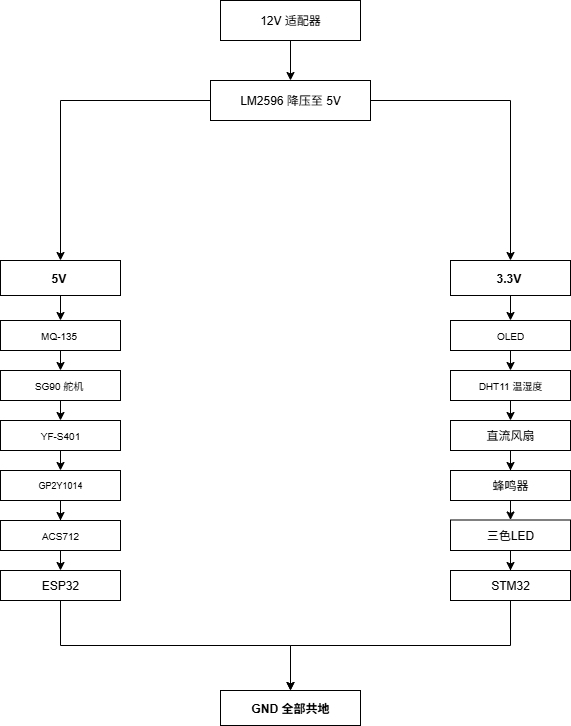 12V 适配器
LM2596 降压至 5V
5V
MQ-135
SG90 舵机
YF-S401
GP2Y1014
ACS712
ESP32
3.3V
OLED
DHT11 温湿度
直流风扇
蜂鸣器
三色LED
STM32
GND 全部共地